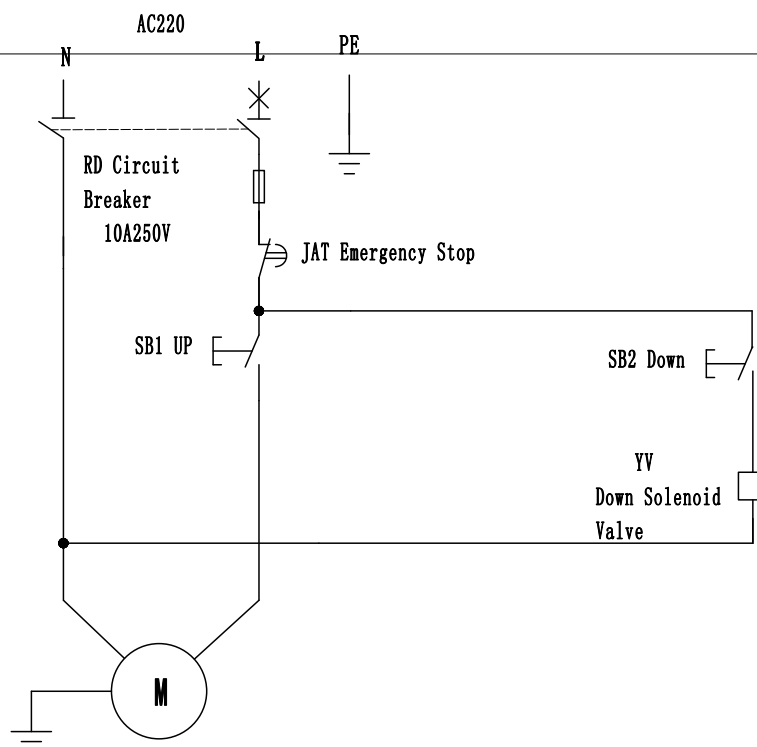 AC220
N
L
PE
RD Circuit
Breaker
10A250V
JAT Emergency Stop
SB1 UP
SB2 Down
YV
Down Solenoid
Valve
M